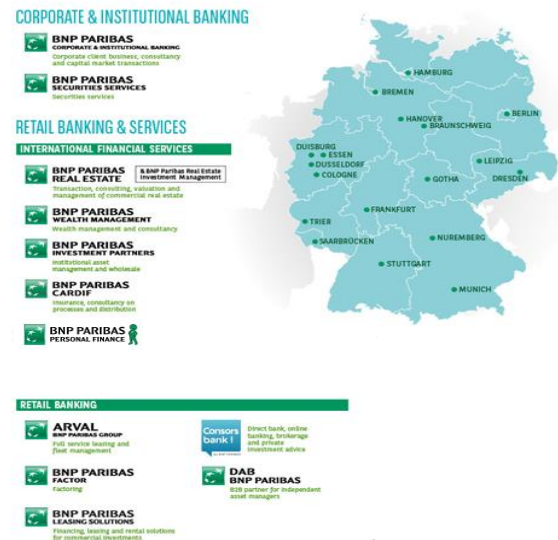 CORPORATE & INSTITUTIONAL BANKING
BNP PARIBAS
CORPORATE & INSTITUTIONAL BANKING
Corporate client business, consultancy
and capital market transactions
BNP PARIBAS
SECURITIES SERVICES
Securities services
RETAIL BANKING & SERVICES
INTERNATIONAL FINANCIAL SERVICES
BNP PARIBAS
REAL ESTATE
& BNP Paribas Real Estate
Investment Management
Transaction, consulting, valuation and
management of commercial real estate
BNP PARIBAS
WEALTH MANAGEMENT
Wealth management and consultancy
BNP PARIBAS
INVESTMENT PARTNERS
Institutional asset
management and wholesale
BNP PARIBAS
CARDIF
Insurance, consultancy on
processes and distribution
BNP PARIBAS
PERSONAL FINANCE
HAMBURG
BREMEN
HANOVER
BERLIN
BRAUNSCHWEIG
DUISBURG
ESSEN
DUSSELDORF
COLOGNE
LEIPZIG
GOTHA
DRESDEN
FRANKFURT
TRIER
SAARBRÜCKEN
NUREMBERG
STUTTGART
MUNICH
RETAIL BANKING
ARVAL
BNP PARIBAS GROUP
Full service leasing and
fleet management
Consors
bank!
BY BNP PARIBAS
Direct bank, online
banking, brokerage
and private
investment advice
BNP PARIBAS
FACTOR
Factoring
DAB
BNP PARIBAS
B2B partner for independent
asset managers
BNP PARIBAS
LEASING SOLUTIONS
Financing, leasing and rental solutions
for commercial investments